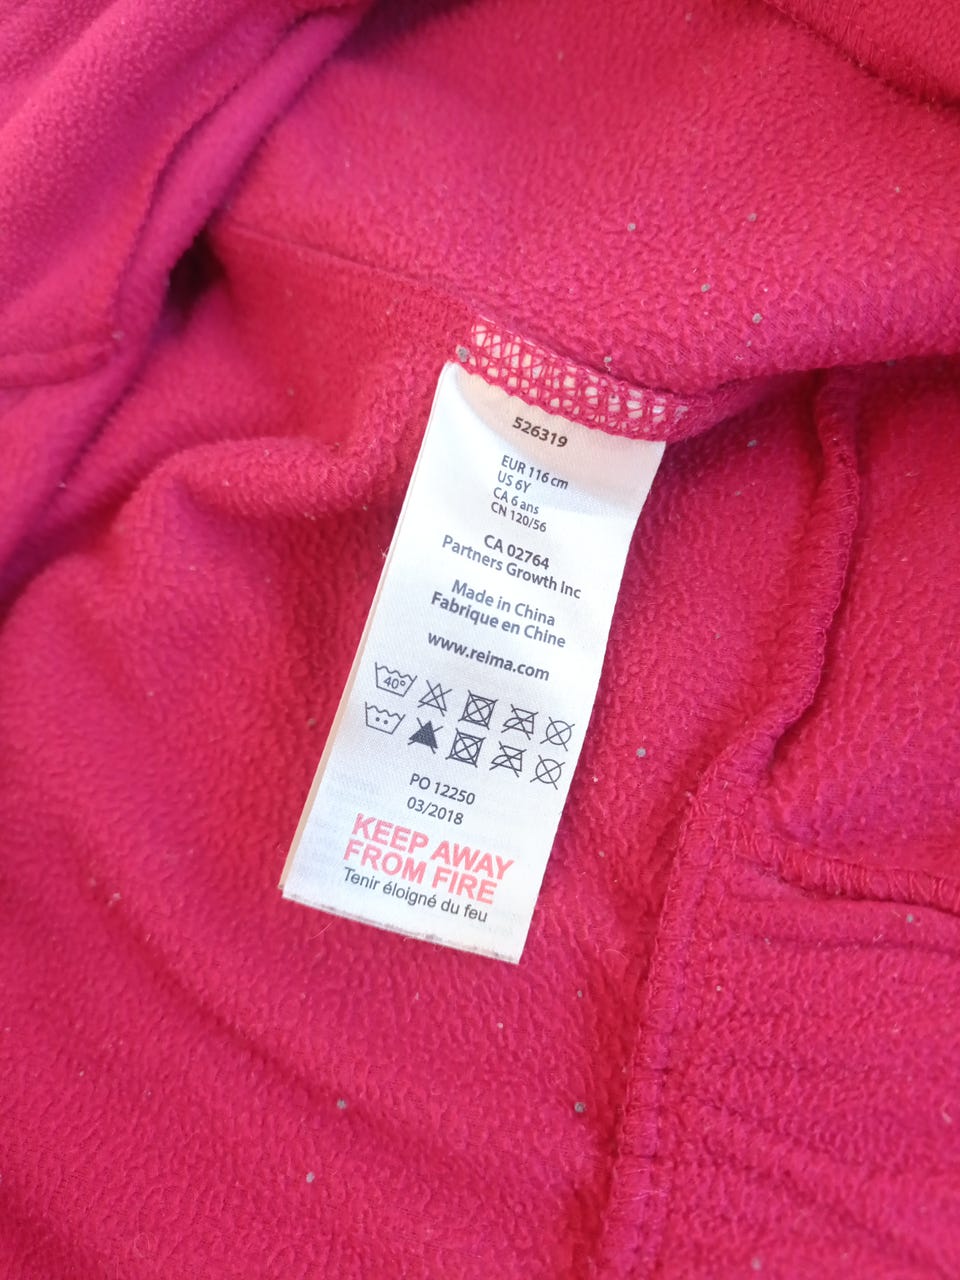 526319
EUR 116 cm
US 6Y
CA 6 ans
CN 120/56
CA 02764
Partners Growth Inc
Made in China
Fabrique en Chine
www.reima.com
40°
PO 12250
03/2018
KEEP AWAY
FROM FIRE
Tenir éloigné du feu